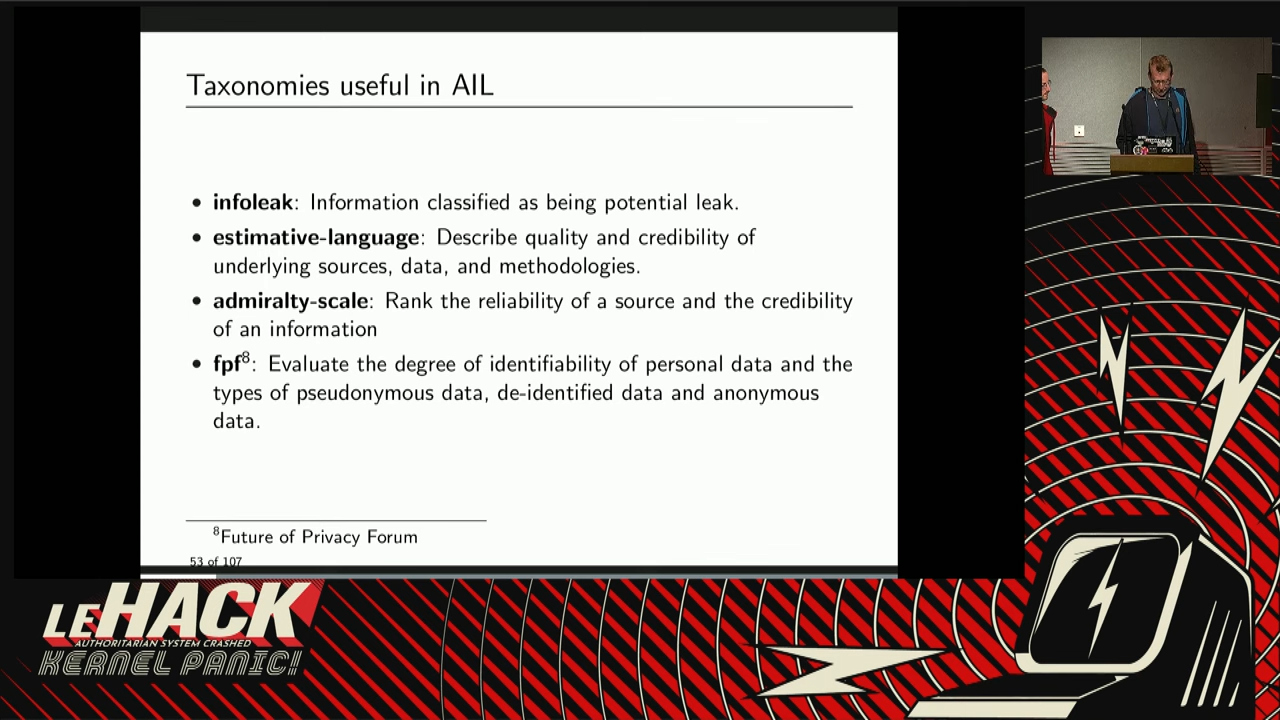 Taxonomies useful in AIL
• infoleak: Information classified as being potential leak.
• estimative-language: Describe quality and credibility of
underlying sources, data, and methodologies.
• admiralty-scale: Rank the reliability of a source and the credibility
of an information
• fpf8: Evaluate the degree of identifiability of personal data and the
types of pseudonymous data, de-identified data and anonymous
data.
8Future of Privacy Forum
53 of 107
LEHACK
AUTHORITARIAN SYSTEM CRASHED
KERNEL PANIC!